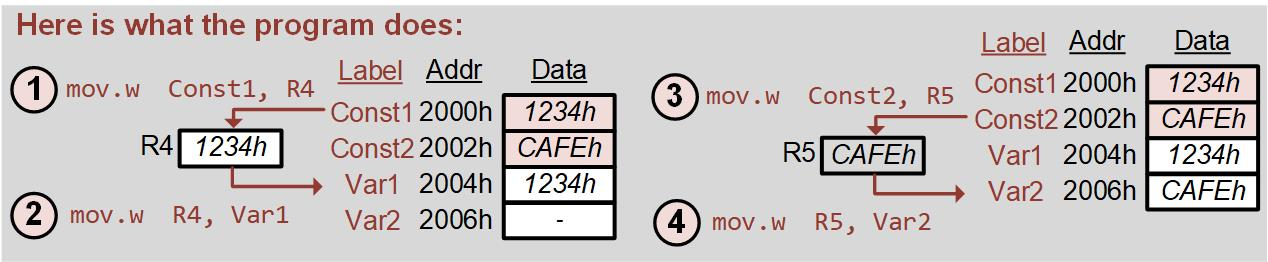 Here is what the program does:
1 mov.w Const1, R4
Label Addr Data
Const1 2000h 1234h
R4 1234h
Const2 2002h CAFEh
Var1 2004h 1234h
2 mov.w R4, Var1
Var2 2006h -
Label Addr Data
3 mov.w Const2, R5
Const1 2000h 1234h
Const2 2002h CAFEh
R5 CAFEh
Var1 2004h 1234h
Var2 2006h CAFEh
4 mov.w R5, Var2